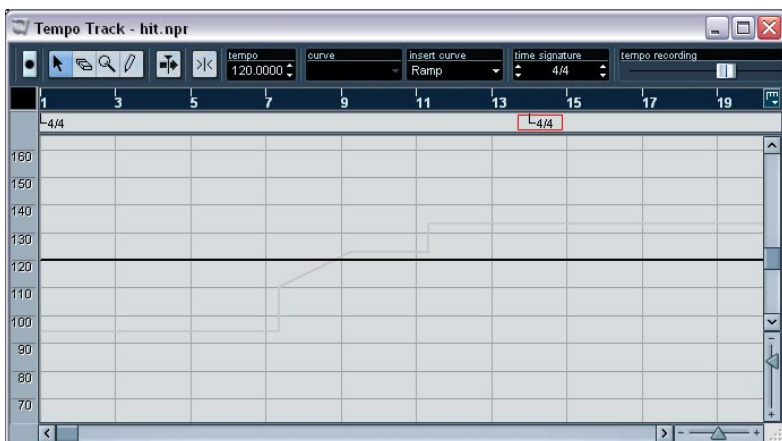 Tempo Track - hit.npr
tempo curve insert curve time signature tempo recording
120.0000 Ramp 4/4
1 3 5 7 9 11 13 15 17 19
4/4 4/4
160
150
140
130
120
110
100
90
80
70